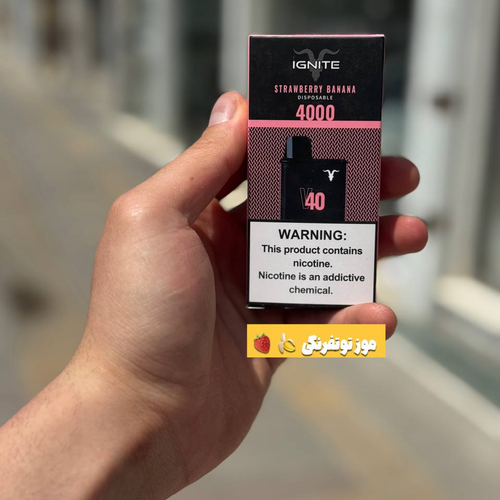 IGNITE
STRAWBERRY BANANA
DISPOSABLE
4000
V40
WARNING:
This product contains
nicotine.
Nicotine is an addictive
chemical.
موز توتفرنگی